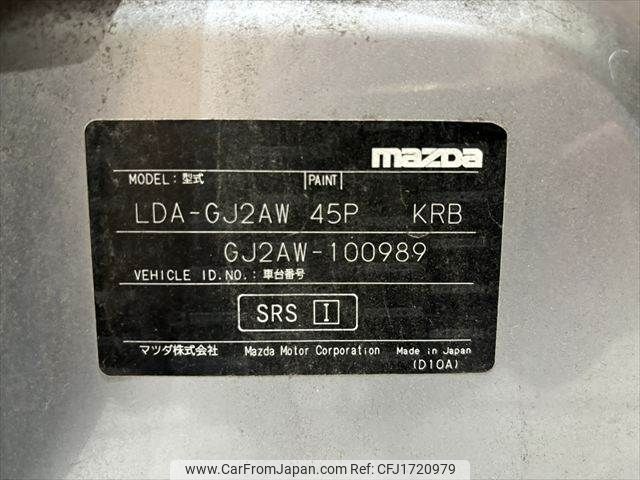 mazda
MODEL: 型式 PAINT
LDA-GJ2AW 45P KRB
GJ2AW-100989
VEHICLE ID.NO.: 車台番号
SRS I
マツダ株式会社 Mazda Motor Corporation Made in Japan
(D10A)
www.CarFromJapan.com | ID:CFJ1720979